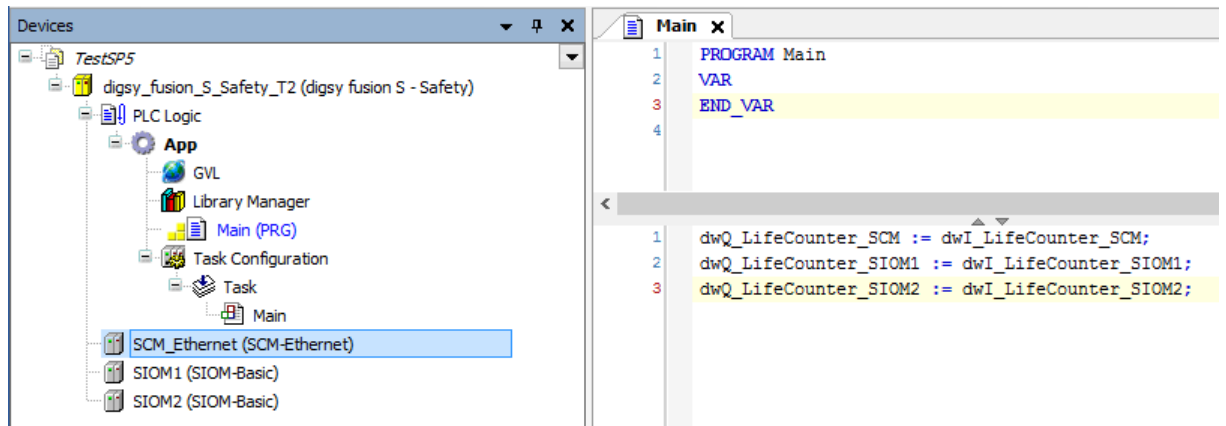 Devices
TestSP5
digsy_fusion_S_Safety_T2 (digsy fusion S - Safety)
PLC Logic
App
GVL
Library Manager
Main (PRG)
Task Configuration
Task
Main
SCM_Ethernet (SCM-Ethernet)
SIOM1 (SIOM-Basic)
SIOM2 (SIOM-Basic)
Main
1 PROGRAM Main
2 VAR
3 END_VAR
4
1 dwQ_LifeCounter_SCM := dwI_LifeCounter_SCM;
2 dwQ_LifeCounter_SIOM1 := dwI_LifeCounter_SIOM1;
3 dwQ_LifeCounter_SIOM2 := dwI_LifeCounter_SIOM2;